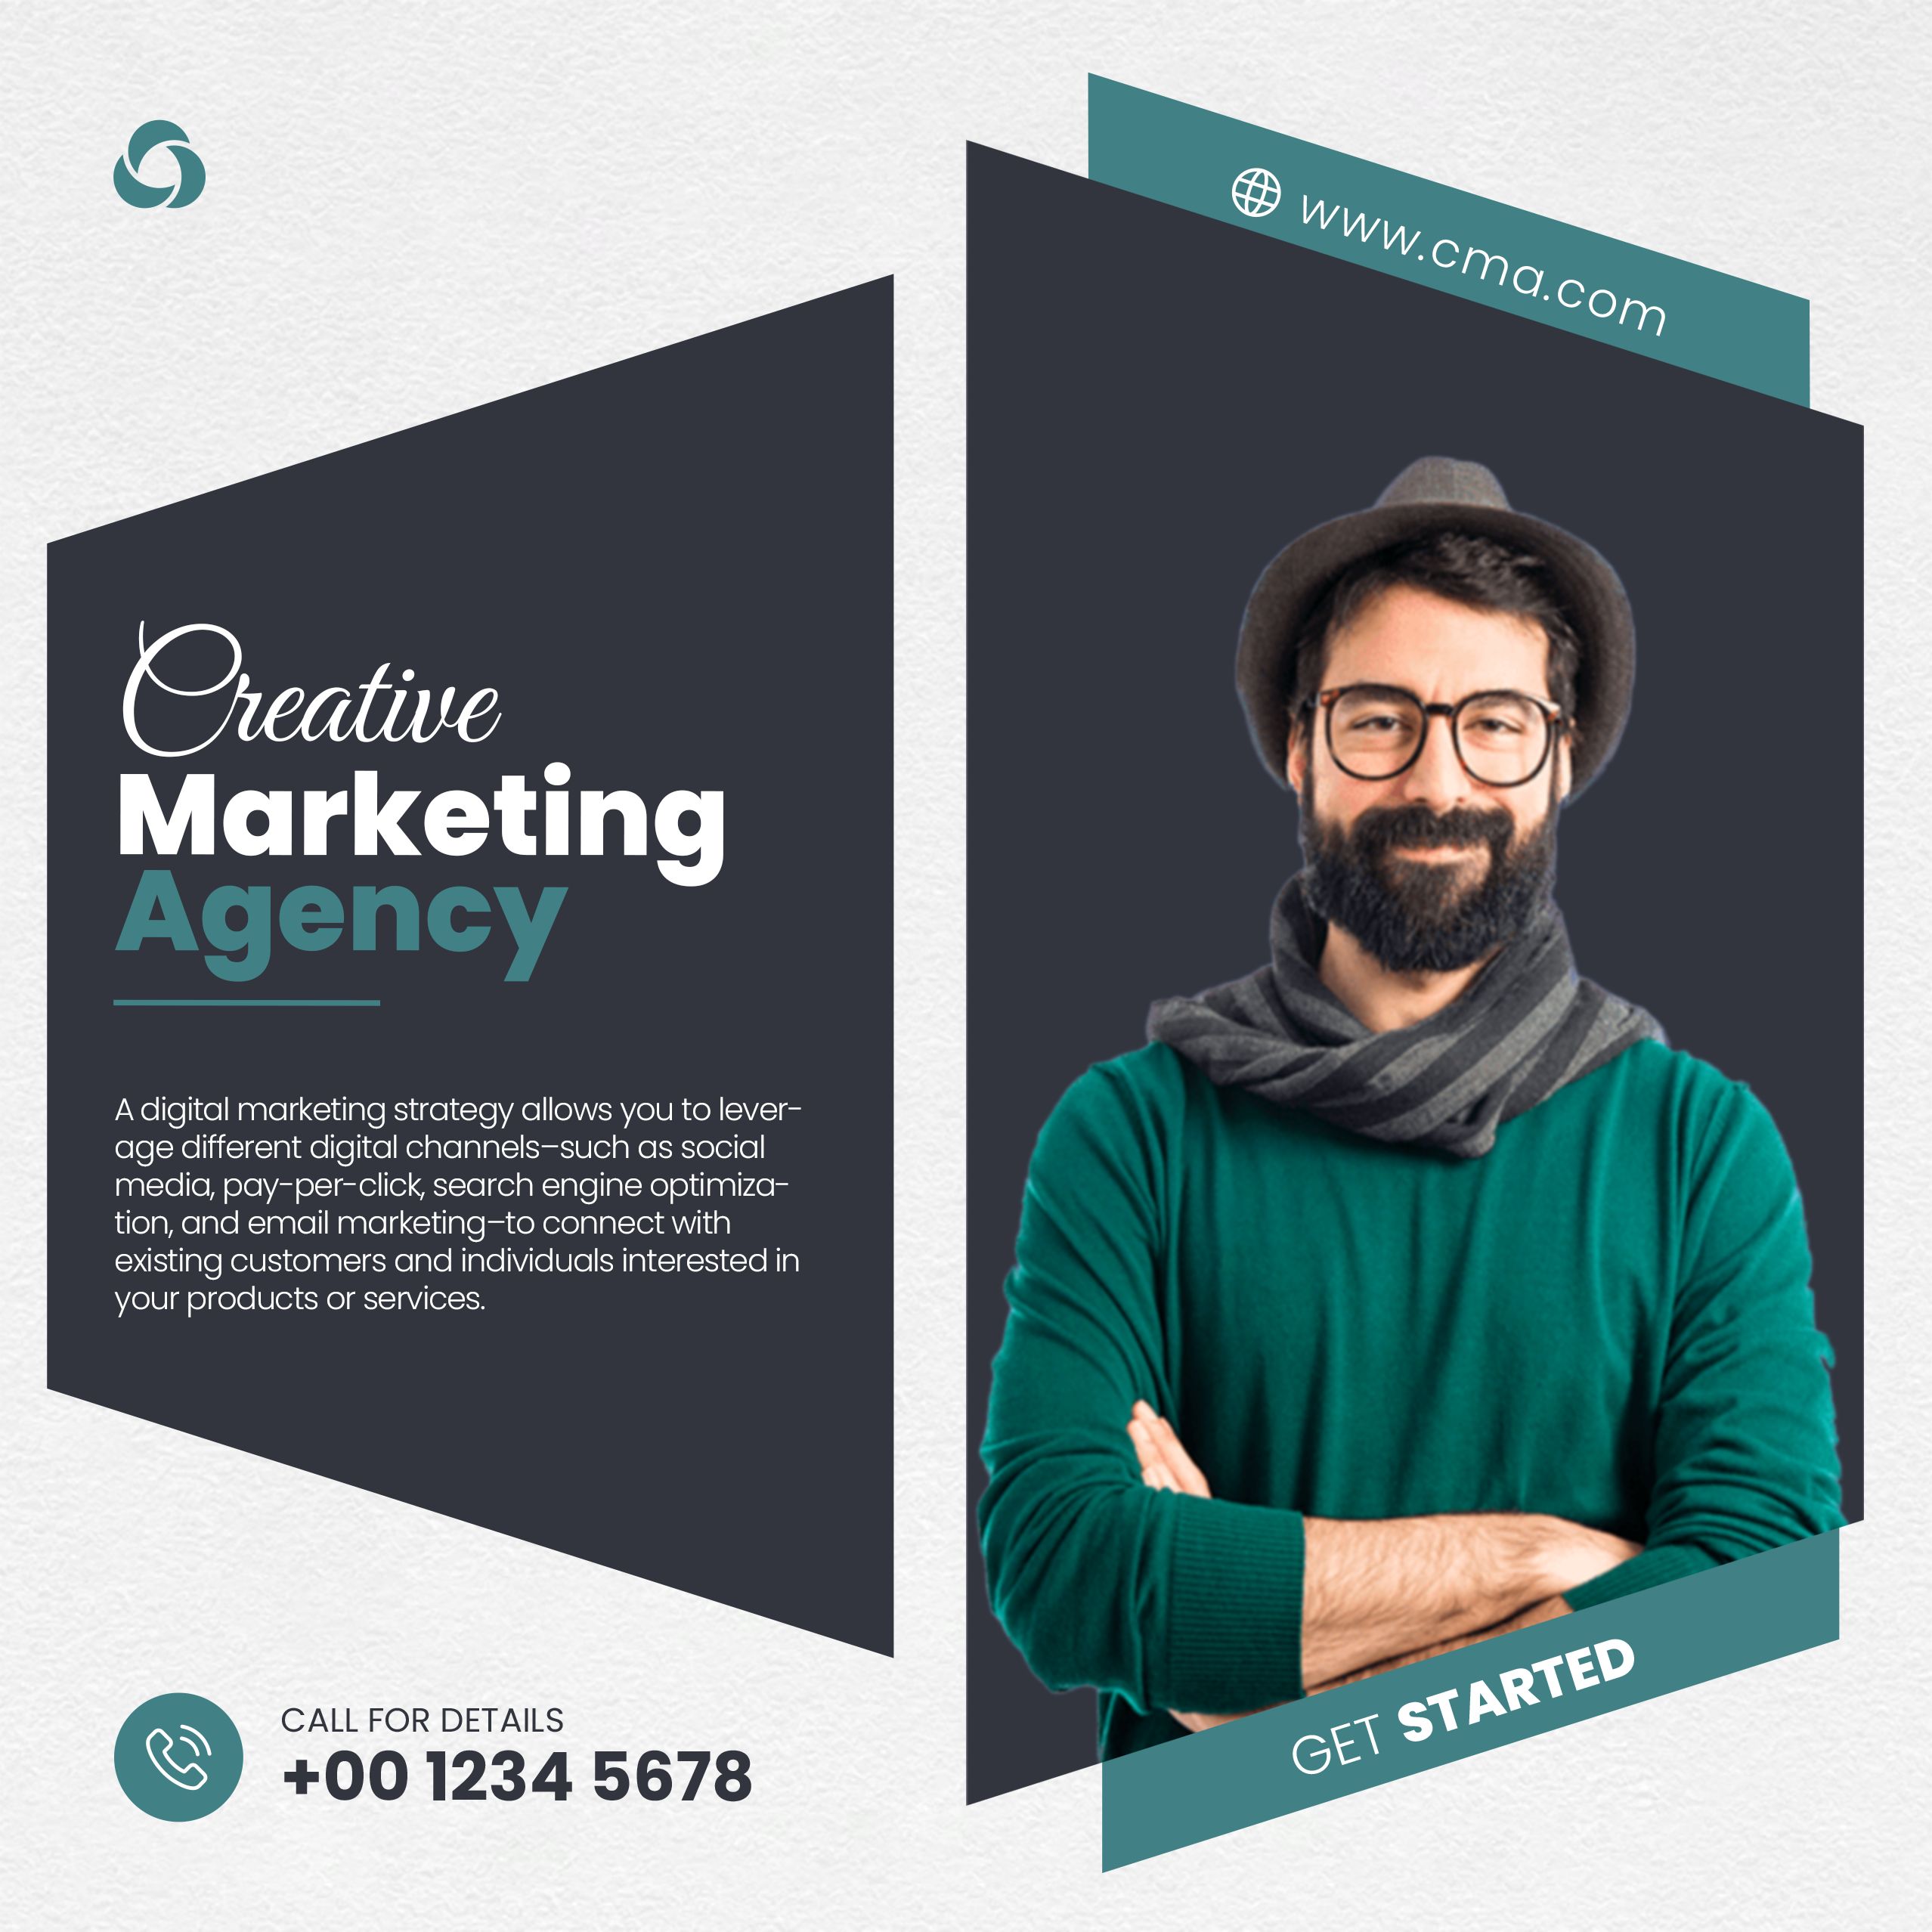 www.cma.com
Creative
Marketing
Agency
A digital marketing strategy allows you to lever-
age different digital channels–such as social
media, pay-per-click, search engine optimiza-
tion, and email marketing–to connect with
existing customers and individuals interested in
your products or services.
CALL FOR DETAILS
+00 1234 5678
GET STARTED